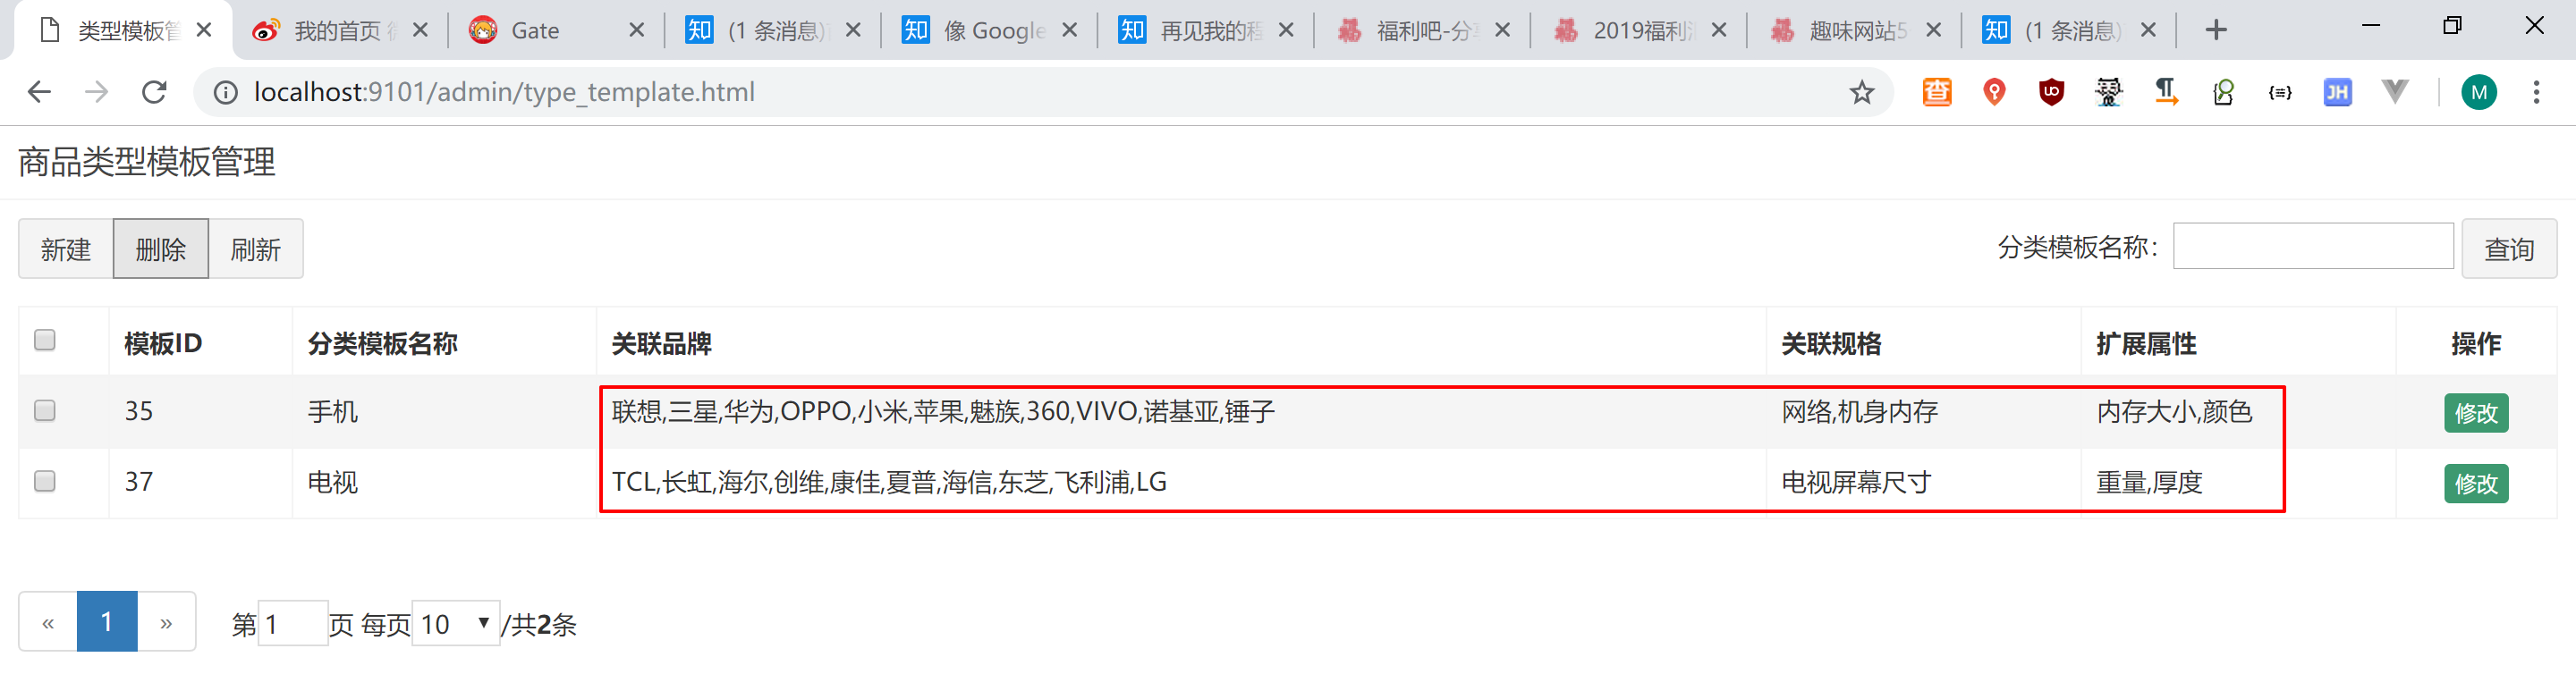 类型模板管
我的首页 微
Gate
(1 条消息)
像 Google
再见我的程
福利吧-分享
2019福利
趣味网站5
(1 条消息)
localhost:9101/admin/type_template.html
M
商品类型模板管理
新建 删除 刷新
分类模板名称： 查询
模板ID 分类模板名称 关联品牌 关联规格 扩展属性 操作
35 手机 联想,三星,华为,OPPO,小米,苹果,魅族,360,VIVO,诺基亚,锤子 网络,机身内存 内存大小,颜色 修改
37 电视 TCL,长虹,海尔,创维,康佳,夏普,海信,东芝,飞利浦,LG 电视屏幕尺寸 重量,厚度 修改
« 1 » 第1页 每页10/共2条